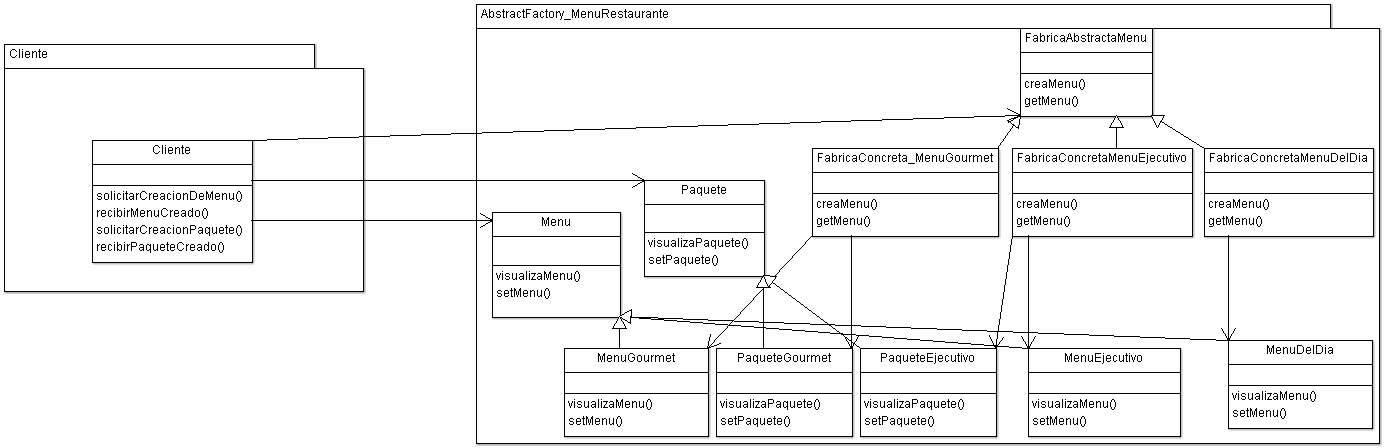 AbstractFactory_MenuRestaurante
Cliente
FabricaAbstractaMenu
creaMenu()
getMenu()
Cliente
solicitarCreacionDeMenu()
recibirMenuCreado()
solicitarCreacionPaquete()
recibirPaqueteCreado()
FabricaConcreta_MenuGourmet
creaMenu()
getMenu()
FabricaConcretaMenuEjecutivo
creaMenu()
getMenu()
FabricaConcretaMenuDelDia
creaMenu()
getMenu()
Paquete
visualizaPaquete()
setPaquete()
Menu
visualizaMenu()
setMenu()
MenuGourmet
visualizaMenu()
setMenu()
PaqueteGourmet
visualizaPaquete()
setPaquete()
PaqueteEjecutivo
visualizaPaquete()
setPaquete()
MenuEjecutivo
visualizaMenu()
setMenu()
MenuDelDia
visualizaMenu()
setMenu()